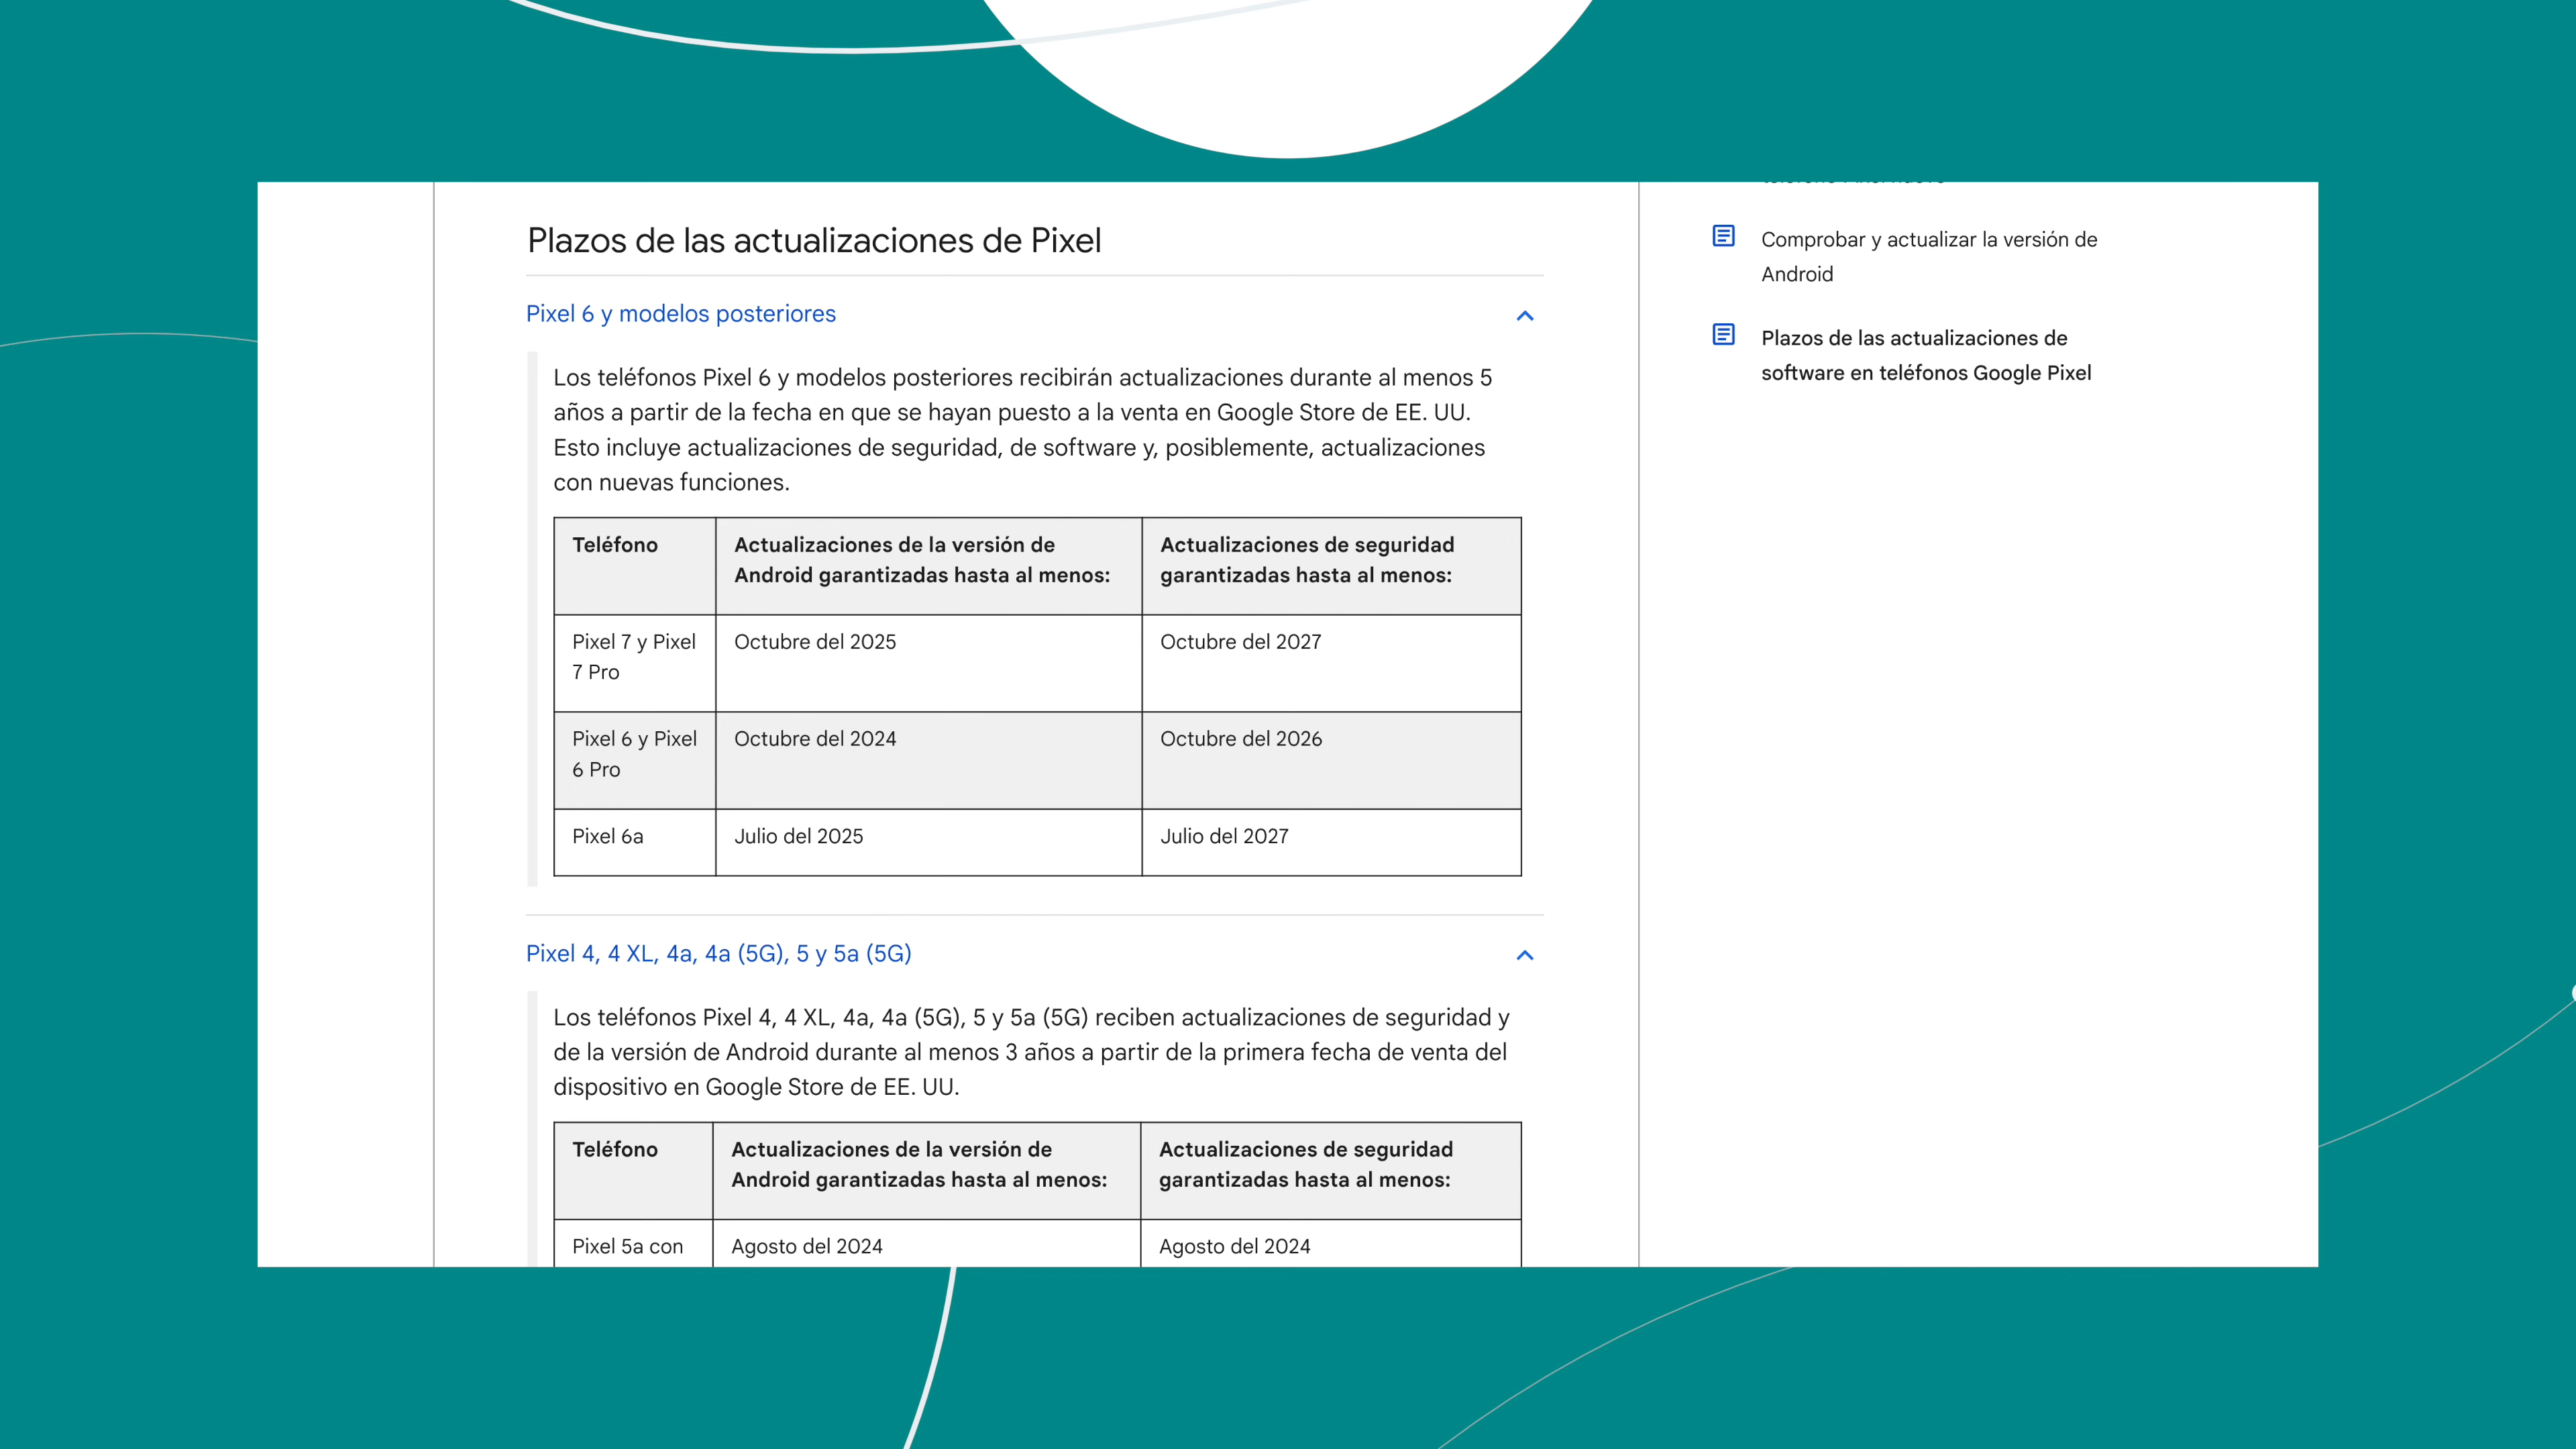 Plazos de las actualizaciones de Pixel
Pixel 6 y modelos posteriores
Los teléfonos Pixel 6 y modelos posteriores recibirán actualizaciones durante al menos 5
años a partir de la fecha en que se hayan puesto a la venta en Google Store de EE. UU.
Esto incluye actualizaciones de seguridad, de software y, posiblemente, actualizaciones
con nuevas funciones.
Teléfono
Actualizaciones de la versión de
Android garantizadas hasta al menos:
Actualizaciones de seguridad
garantizadas hasta al menos:
Pixel 7 y Pixel
7 Pro
Octubre del 2025
Octubre del 2027
Pixel 6 y Pixel
6 Pro
Octubre del 2024
Octubre del 2026
Pixel 6a
Julio del 2025
Julio del 2027
Pixel 4, 4 XL, 4a, 4a (5G), 5 y 5a (5G)
Los teléfonos Pixel 4, 4 XL, 4a, 4a (5G), 5 y 5a (5G) reciben actualizaciones de seguridad y
de la versión de Android durante al menos 3 años a partir de la primera fecha de venta del
dispositivo en Google Store de EE. UU.
Teléfono
Actualizaciones de la versión de
Android garantizadas hasta al menos:
Actualizaciones de seguridad
garantizadas hasta al menos:
Pixel 5a con
Agosto del 2024
Agosto del 2024
Comprobar y actualizar la versión de
Android
Plazos de las actualizaciones de
software en teléfonos Google Pixel